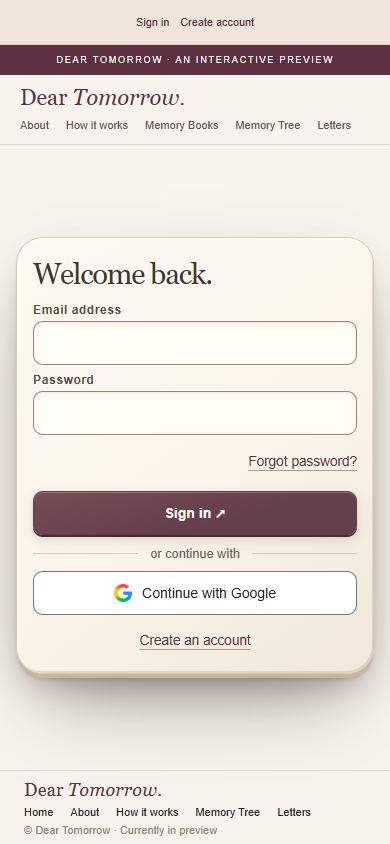 Sign in Create account
DEAR TOMORROW · AN INTERACTIVE PREVIEW
Dear Tomorrow.
About How it works Memory Books Memory Tree Letters
Welcome back.
Email address
Password
Forgot password?
Sign in ↗
or continue with
Continue with Google
Create an account
Dear Tomorrow.
Home About How it works Memory Tree Letters
© Dear Tomorrow · Currently in preview